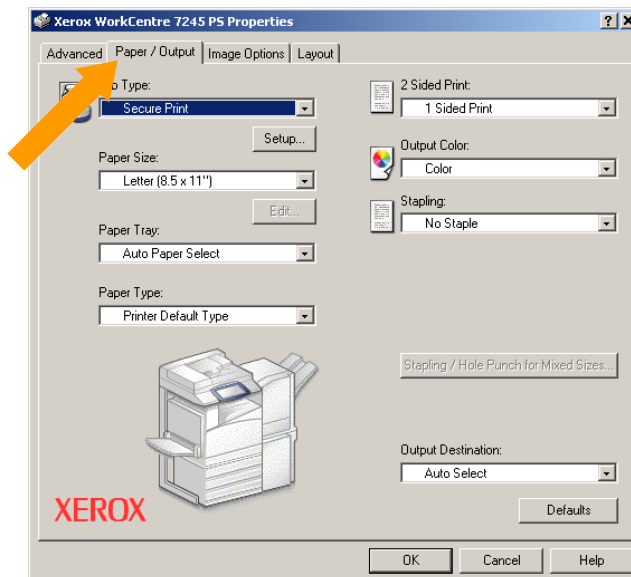 Xerox WorkCentre 7245 PS Properties
Advanced Paper / Output Image Options Layout
Type:
Secure Print
Setup...
Paper Size:
Letter (8.5 x 11")
Edit...
Paper Tray:
Auto Paper Select
Paper Type:
Printer Default Type
XEROX
2 Sided Print:
1 Sided Print
Output Color:
Color
Stapling:
No Staple
Stapling / Hole Punch for Mixed Sizes...
Output Destination:
Auto Select
Defaults
OK Cancel Help